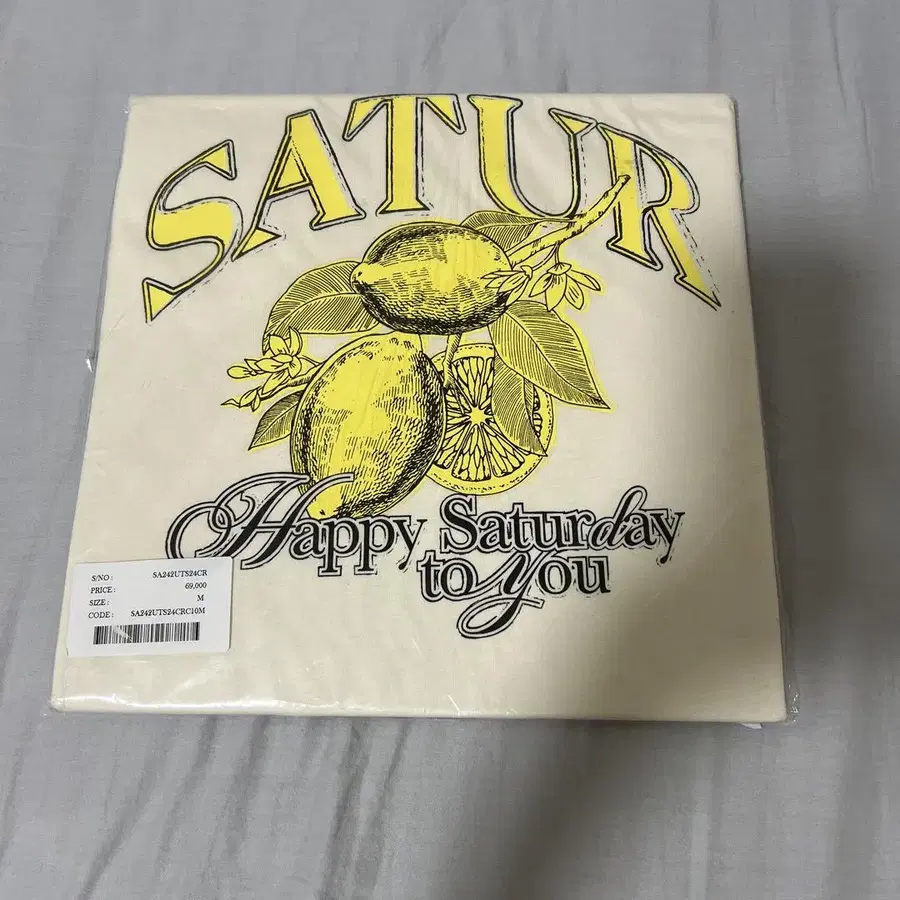 SATUR
Happy Saturday
to you
S/NO : SA242UTS24CR
PRICE : 69,000
SIZE : M
CODE : SA242UTS24CRC10M